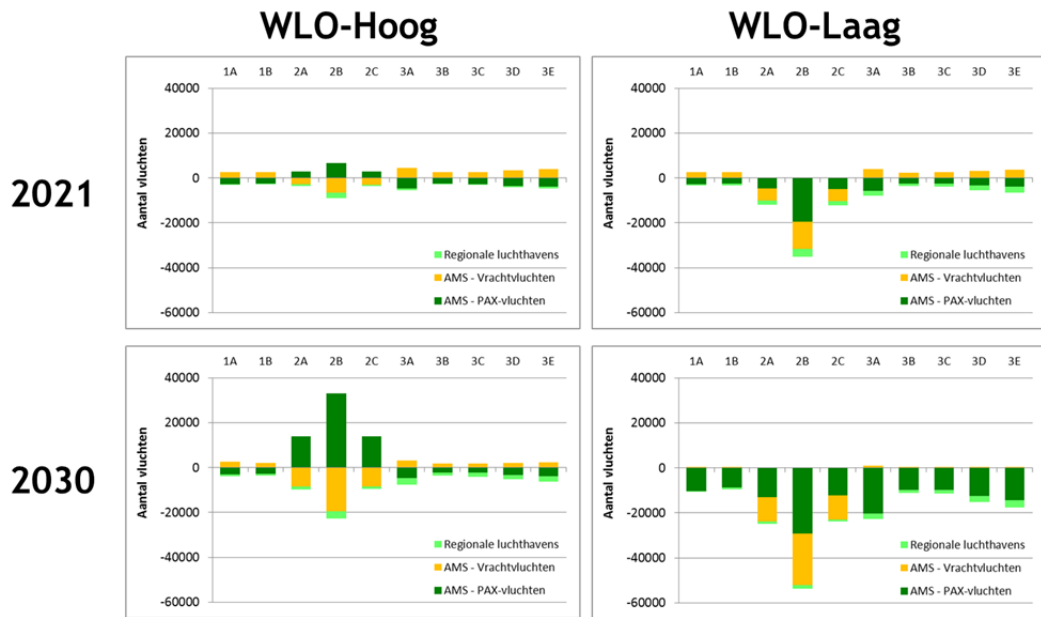 WLO-Hoog
WLO-Laag
2021
1A 1B 2A 2B 2C 3A 3B 3C 3D 3E
40000
20000
0
-20000
-40000
-60000
Aantal vluchten
Regionale luchthavens
AMS - Vrachtvluchten
AMS - PAX-vluchten
1A 1B 2A 2B 2C 3A 3B 3C 3D 3E
40000
20000
0
-20000
-40000
-60000
Aantal vluchten
Regionale luchthavens
AMS - Vrachtvluchten
AMS - PAX-vluchten
2030
1A 1B 2A 2B 2C 3A 3B 3C 3D 3E
40000
20000
0
-20000
-40000
-60000
Aantal vluchten
Regionale luchthavens
AMS - Vrachtvluchten
AMS - PAX-vluchten
1A 1B 2A 2B 2C 3A 3B 3C 3D 3E
40000
20000
0
-20000
-40000
-60000
Aantal vluchten
Regionale luchthavens
AMS - Vrachtvluchten
AMS - PAX-vluchten